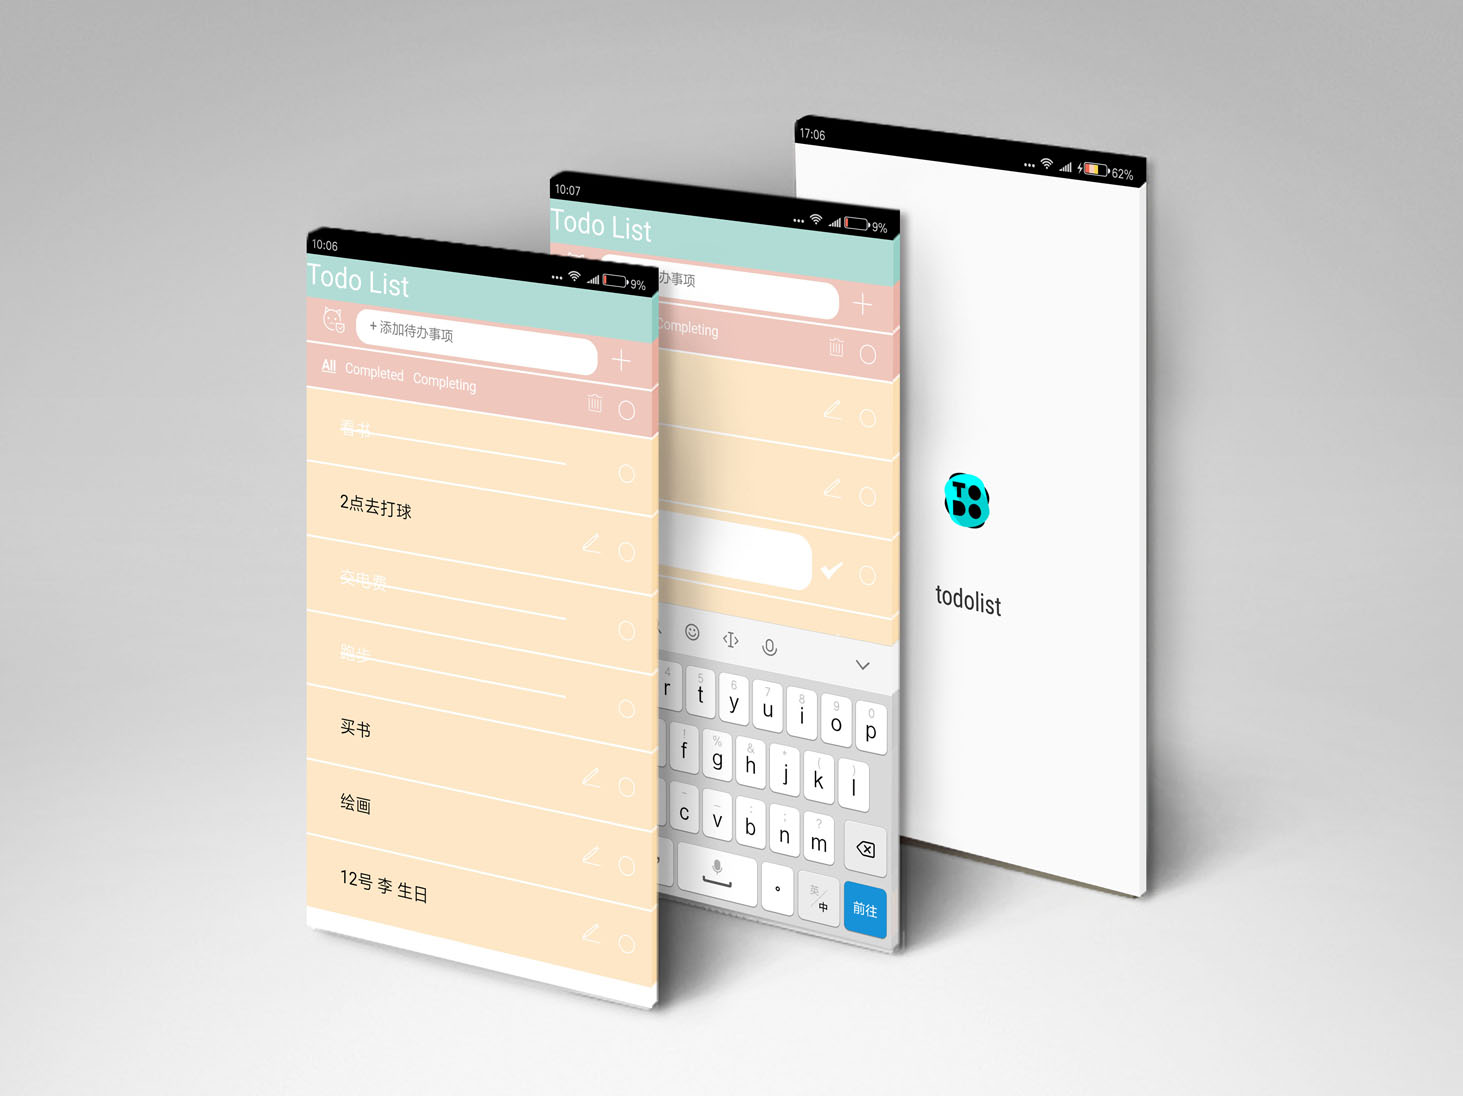 10:06
9%
Todo List
+ 添加待办事项
All Completed Completing
看书
2点去打球
交电费
跑步
买书
绘画
12号 李 生日
10:07
9%
Todo List
办事项
Completing
4 5 6 7 8 9 0
r t y u i o p
! % & * ( )
f g h j k l
– – : ; ?
c v b n m
英/中
前往
17:06
62%
TO
DO
todolist